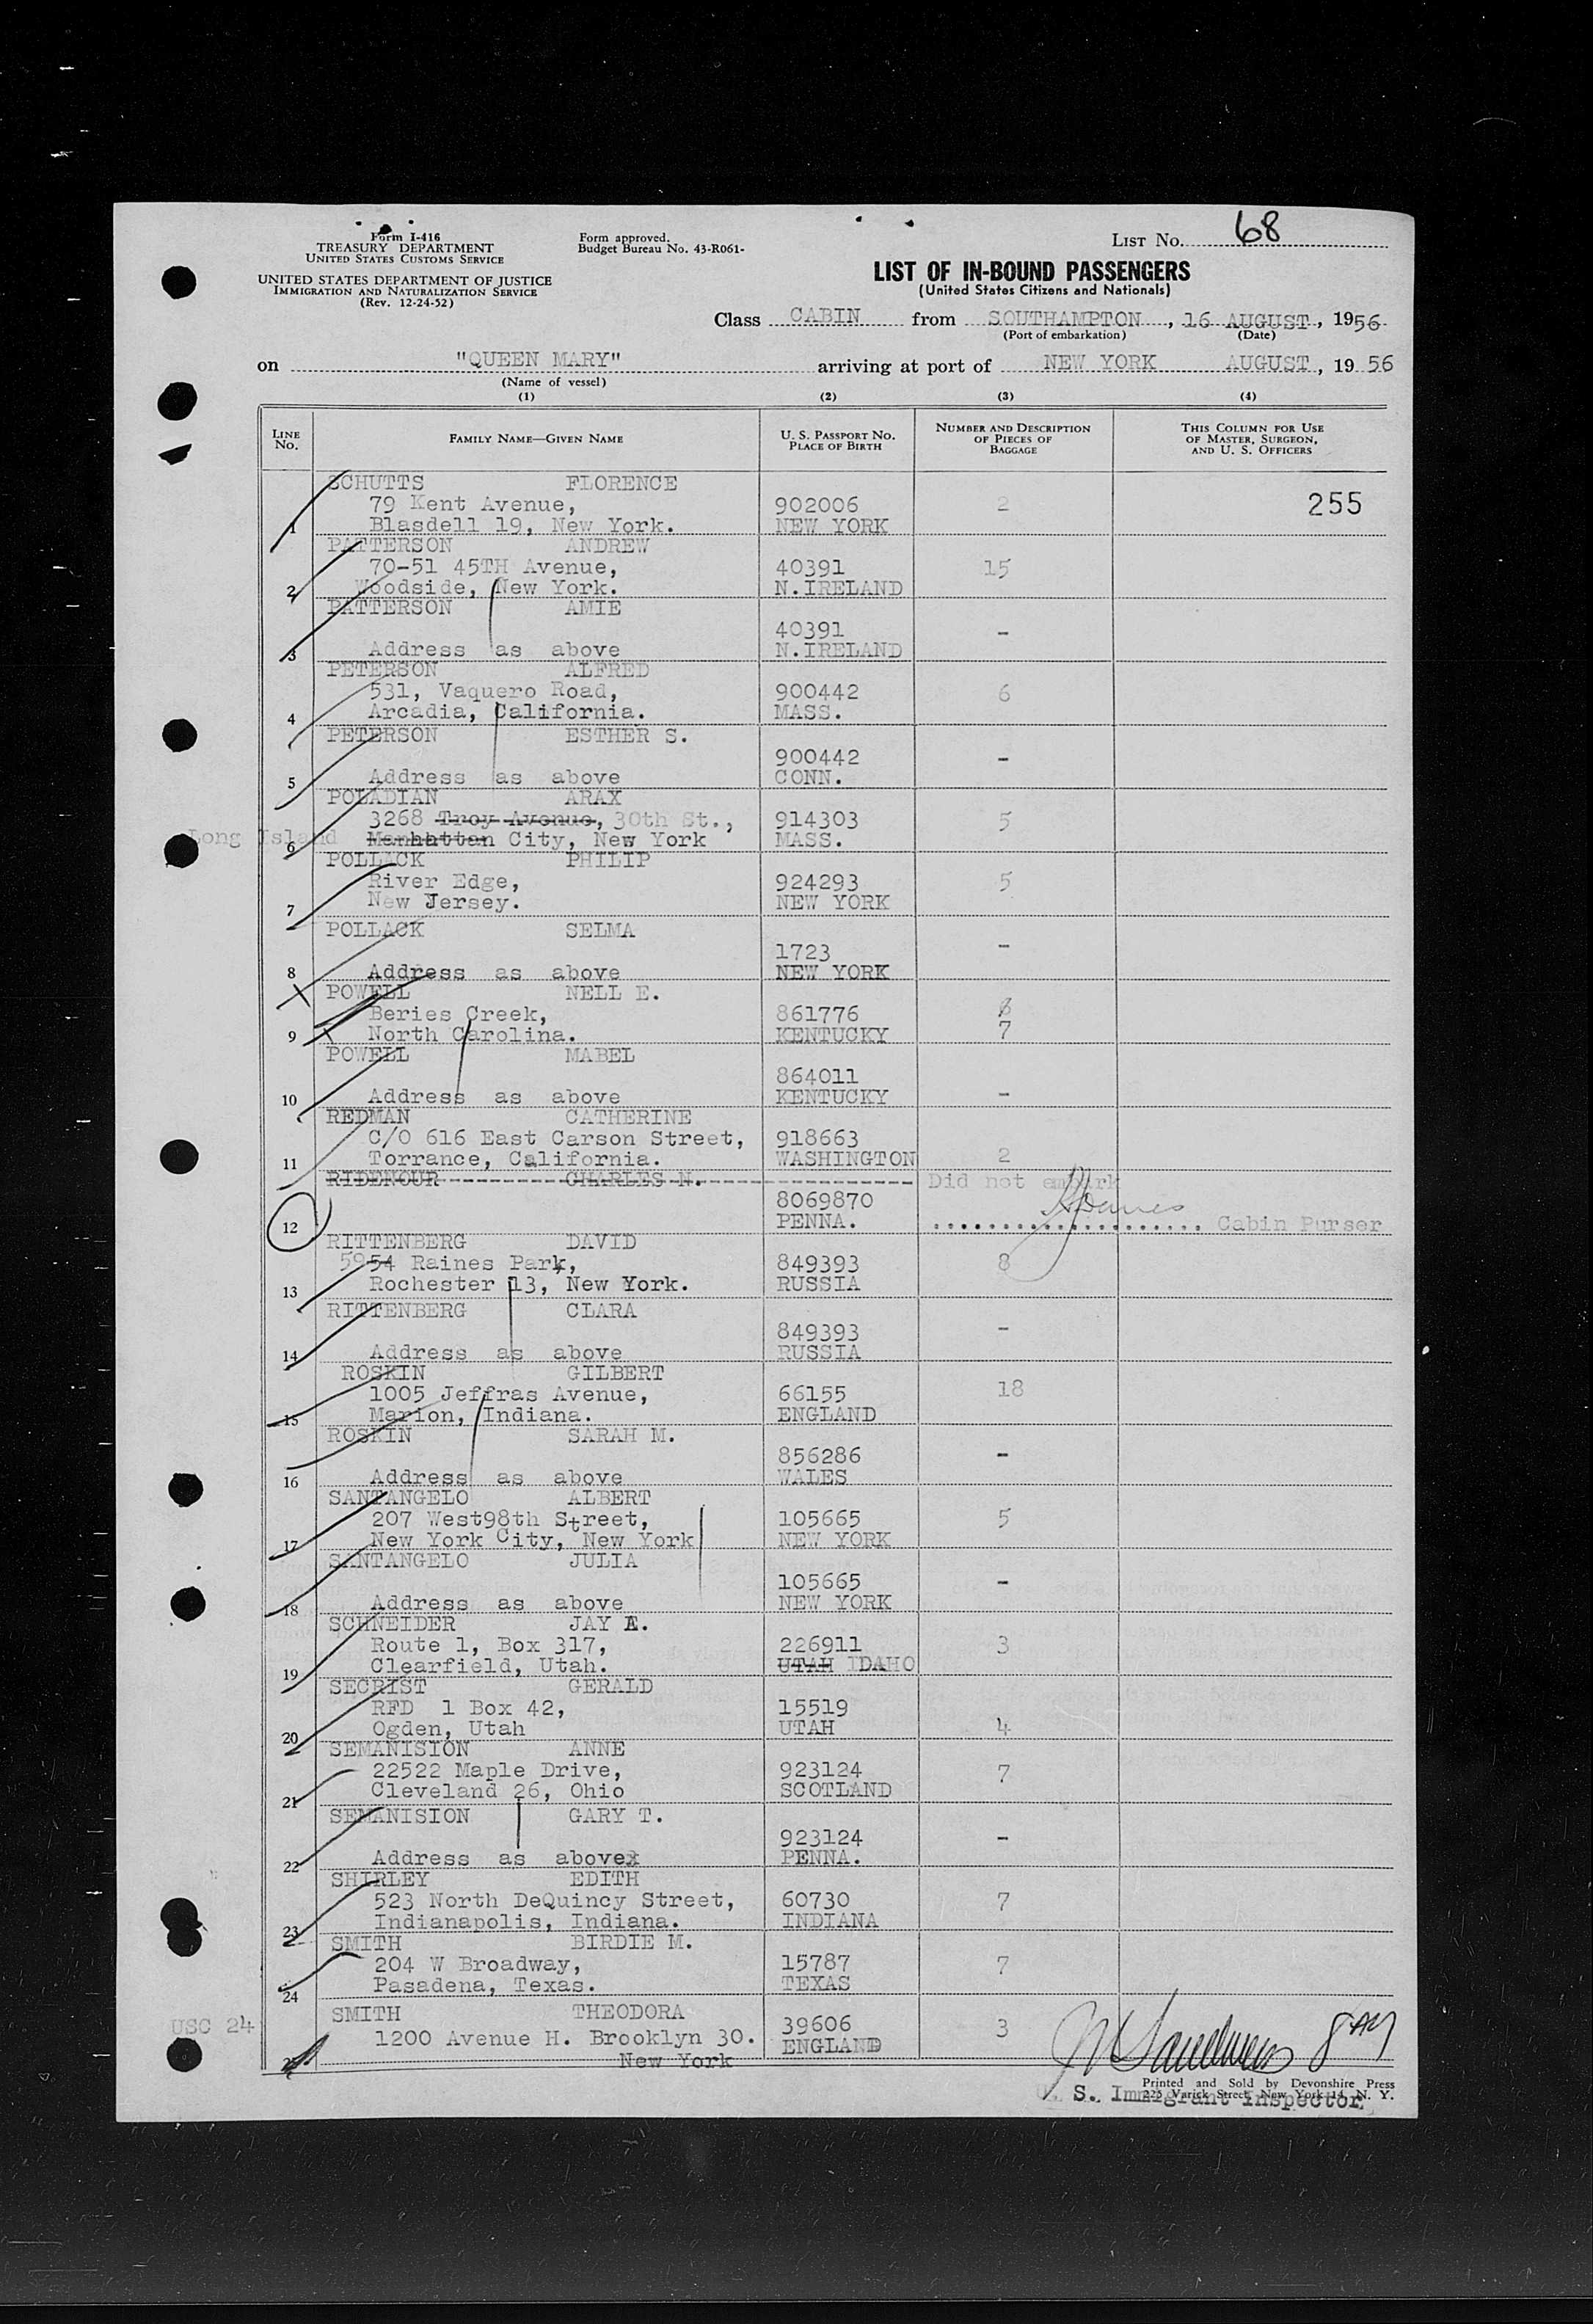 Form I-416
TREASURY DEPARTMENT
UNITED STATES CUSTOMS SERVICE
UNITED STATES DEPARTMENT OF JUSTICE
IMMIGRATION AND NATURALIZATION SERVICE
(Rev. 12-24-52)
Form approved.
Budget Bureau No. 43-R061-
LIST NO. 68
LIST OF IN-BOUND PASSENGERS
(United States Citizens and Nationals)
Class CABIN from SOUTHAMPTON, 16 AUGUST, 1956
(Port of embarkation) (Date)
on "QUEEN MARY" arriving at port of NEW YORK AUGUST, 19 56
(Name of vessel)
(1) (2) (3) (4)
LINE NO. FAMILY NAME—GIVEN NAME U. S. PASSPORT NO. PLACE OF BIRTH NUMBER AND DESCRIPTION OF PIECES OF BAGGAGE THIS COLUMN FOR USE OF MASTER, SURGEON, AND U. S. OFFICERS
SCHUTTS FLORENCE
79 Kent Avenue, 902006 2 255
1 Blasdell 19, New York. NEW YORK
PATTERSON ANDREW
70-51 45TH Avenue, 40391 15
2 Woodside, New York. N.IRELAND
PATTERSON AMIE
40391 -
3 Address as above N.IRELAND
PETERSON ALFRED
531, Vaquero Road, 900442 6
4 Arcadia, California. MASS.
PETERSON ESTHER S.
900442 -
5 Address as above CONN.
POLADIAN ARAX
3268 Troy Avenue, 30th St., 914303 5
Long Island 6 Manhattan City, New York MASS.
POLLACK PHILIP
River Edge, 924293 5
7 New Jersey. NEW YORK
POLLACK SELMA
1723 -
8 Address as above NEW YORK
X POWELL NELL E.
Beries Creek, 861776 6
9 X North Carolina. KENTUCKY 7
POWELL MABEL
864011
10 Address as above KENTUCKY -
REDMAN CATHERINE
C/O 616 East Carson Street, 918663
11 Torrance, California. WASHINGTON 2
RIDENOUR CHARLES N. Did not embark
8069870
12 PENNA. Cabin Purser
RITTENBERG DAVID
5954 Raines Park, 849393 8
13 Rochester 13, New York. RUSSIA
RITTENBERG CLARA
849393 -
14 Address as above RUSSIA
ROSKIN GILBERT
1005 Jeffras Avenue, 66155 18
15 Marion, Indiana. ENGLAND
ROSKIN SARAH M.
856286 -
16 Address as above WALES
SANTANGELO ALBERT
207 West98th Street, 105665 5
17 New York City, New York NEW YORK
SANTANGELO JULIA
105665 -
18 Address as above NEW YORK
SCHNEIDER JAY A.
Route 1, Box 317, 226911 3
19 Clearfield, Utah. UTAH IDAHO
SECRIST GERALD
RFD 1 Box 42, 15519
20 Ogden, Utah UTAH 4
SEMANISION ANNE
22522 Maple Drive, 923124 7
21 Cleveland 26, Ohio SCOTLAND
SEMANISION GARY T.
923124 -
22 Address as abovex PENNA.
SHIRLEY EDITH
523 North DeQuincy Street, 60730 7
23 Indianapolis, Indiana. INDIANA
SMITH BIRDIE M.
204 W Broadway, 15787 7
24 Pasadena, Texas. TEXAS
USC 24 SMITH THEODORA
1200 Avenue H. Brooklyn 30. 39606 3
New York ENGLAND
Printed and Sold by Devonshire Press
225 Varick Street, New York 14, N. Y.
U. S. Immigrant Inspector